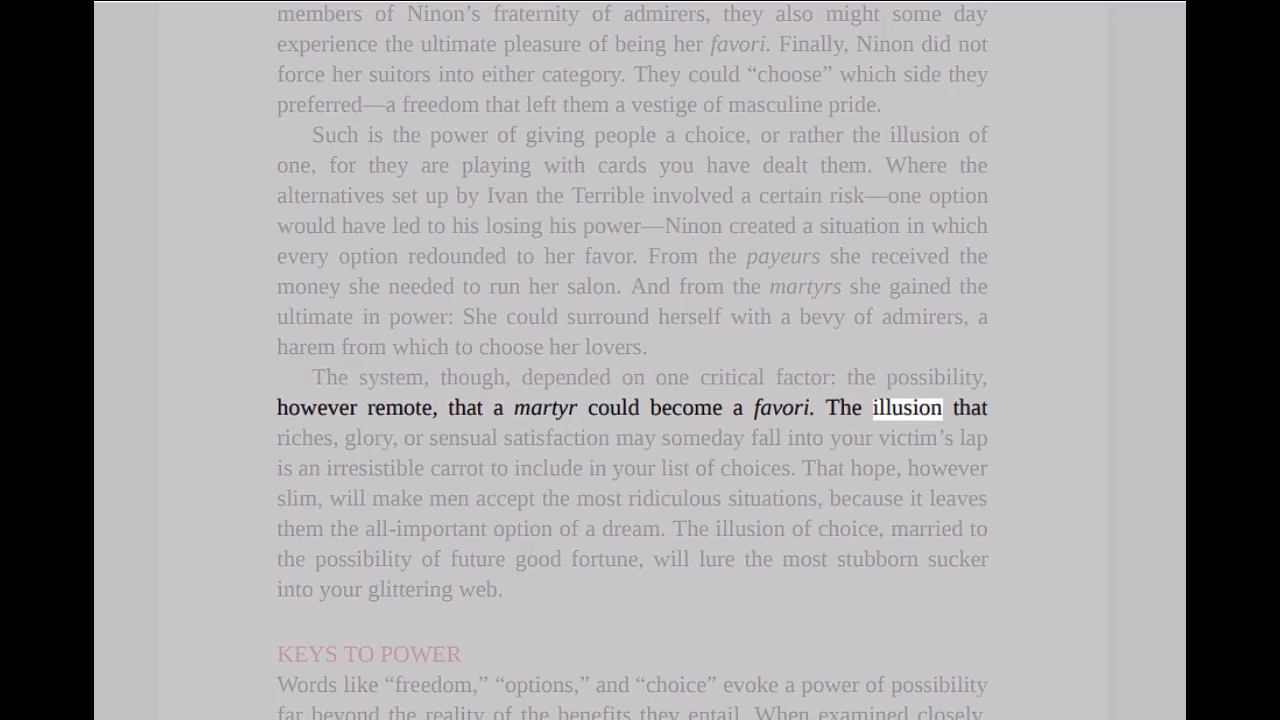 members of Ninon’s fraternity of admirers, they also might some day
experience the ultimate pleasure of being her favori. Finally, Ninon did not
force her suitors into either category. They could “choose” which side they
preferred—a freedom that left them a vestige of masculine pride.
Such is the power of giving people a choice, or rather the illusion of
one, for they are playing with cards you have dealt them. Where the
alternatives set up by Ivan the Terrible involved a certain risk—one option
would have led to his losing his power—Ninon created a situation in which
every option redounded to her favor. From the payeurs she received the
money she needed to run her salon. And from the martyrs she gained the
ultimate in power: She could surround herself with a bevy of admirers, a
harem from which to choose her lovers.
The system, though, depended on one critical factor: the possibility,
however remote, that a martyr could become a favori. The illusion that
riches, glory, or sensual satisfaction may someday fall into your victim’s lap
is an irresistible carrot to include in your list of choices. That hope, however
slim, will make men accept the most ridiculous situations, because it leaves
them the all-important option of a dream. The illusion of choice, married to
the possibility of future good fortune, will lure the most stubborn sucker
into your glittering web.
KEYS TO POWER
Words like “freedom,” “options,” and “choice” evoke a power of possibility
far beyond the reality of the benefits they entail. When examined closely,